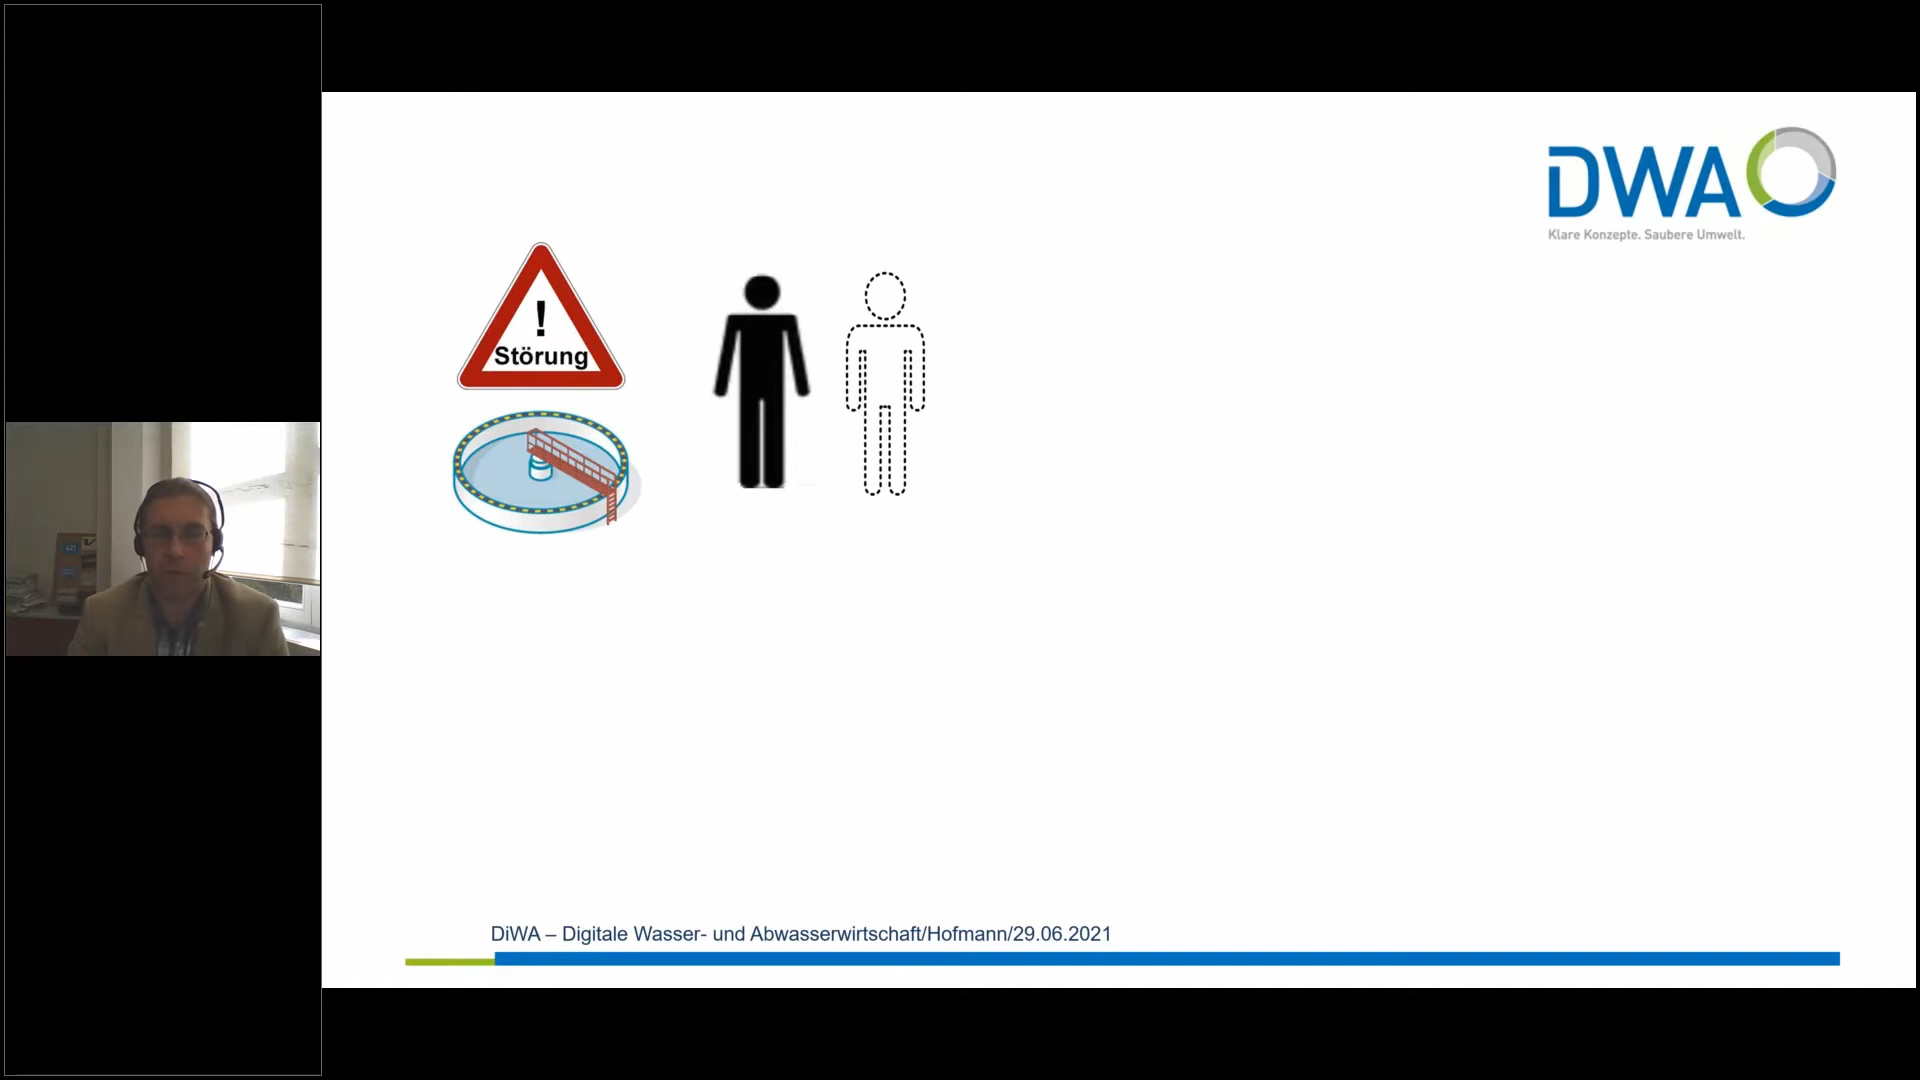 DWA
Klare Konzepte. Saubere Umwelt.
!
Störung
DiWA – Digitale Wasser- und Abwasserwirtschaft/Hofmann/29.06.2021